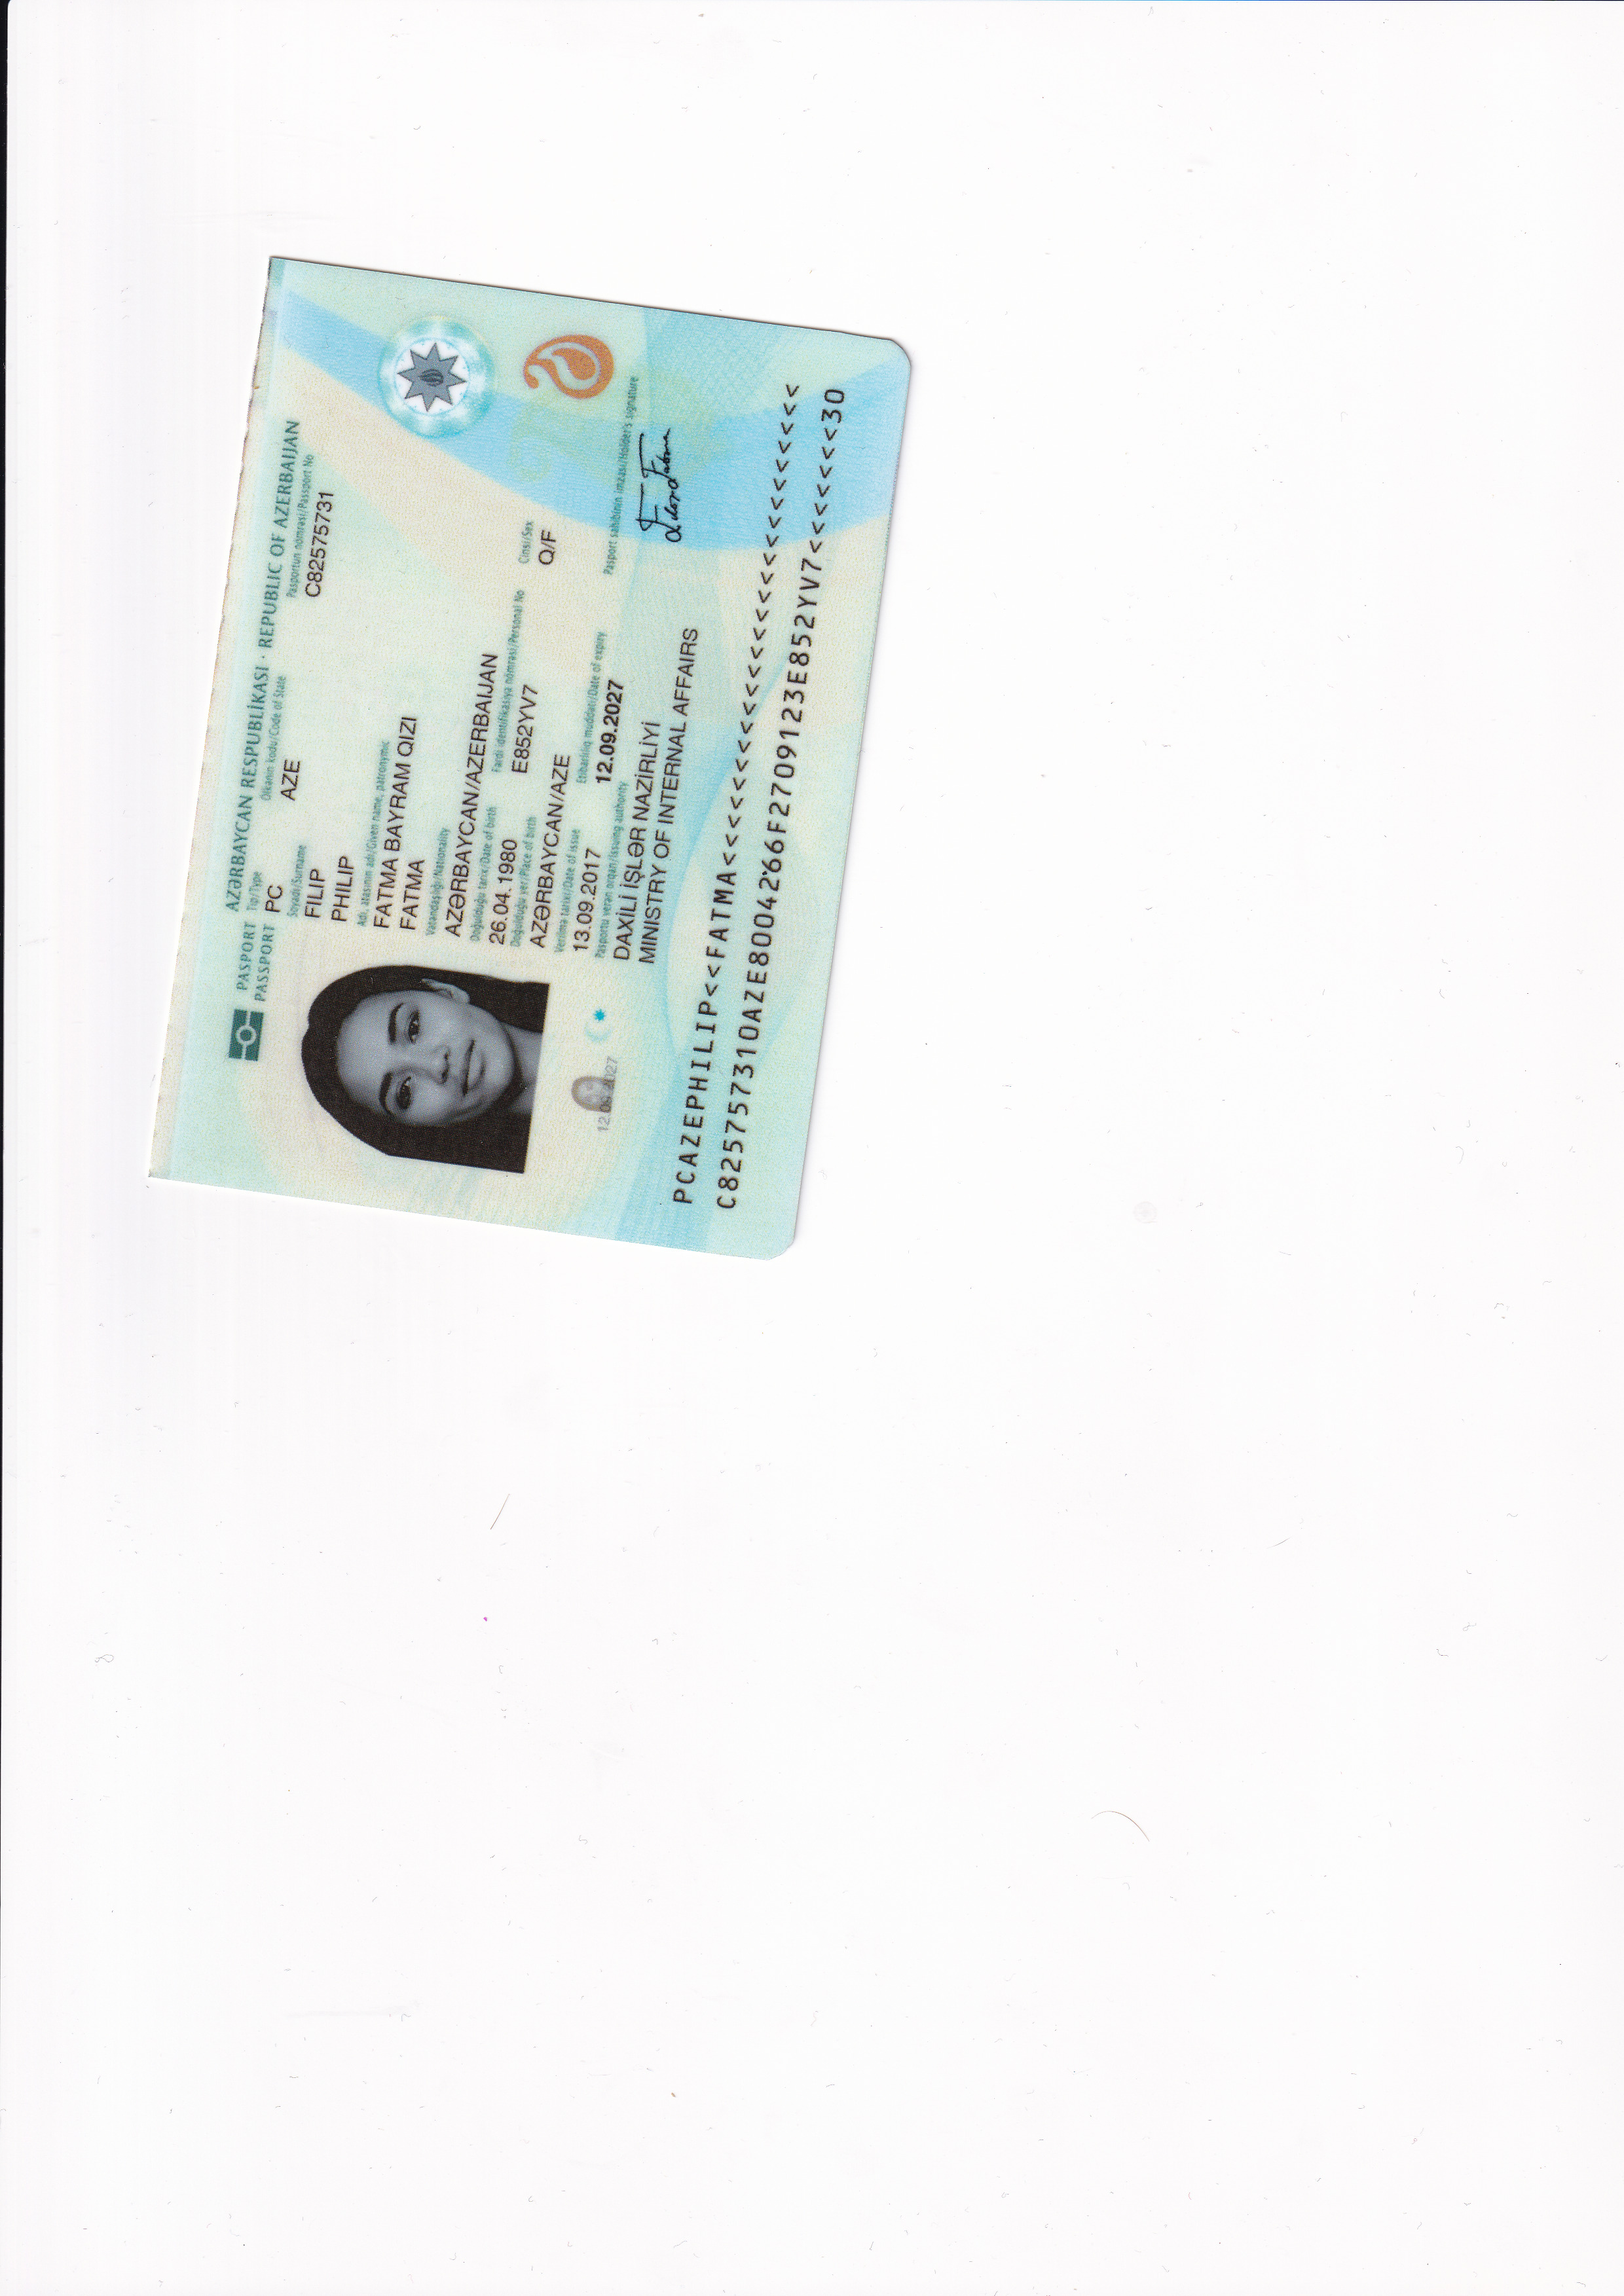 PASPORT AZƏRBAYCAN RESPUBLİKASI · REPUBLIC OF AZERBAIJAN
PASSPORT
Tip/Type Ölkənin kodu/Code of State Pasportun nömrəsi/Passport No
PC AZE C82575731
Soyadı/Surname
FILIP
PHILIP
Adı, atasının adı/Given name, patronymic
FATMA BAYRAM QIZI
FATMA
Vətəndaşlığı/Nationality
AZƏRBAYCAN/AZERBAIJAN
Doğulduğu tarix/Date of birth Fərdi identifikasiya nömrəsi/Personal No Cinsi/Sex
26.04.1980 E852YV7 Q/F
Doğulduğu yer/Place of birth
AZƏRBAYCAN/AZE
Verilmə tarixi/Date of issue Etibarlılıq müddəti/Date of expiry Pasport sahibinin imzası/Holder's signature
13.09.2017 12.09.2027
Pasportu verən orqan/Issuing authority
DAXİLİ İŞLƏR NAZİRLİYİ
MINISTRY OF INTERNAL AFFAIRS
PCAZEPHILIP<<FATMA<<<<<<<<<<<<<<<<<<<<<<<<<<
C825757310AZE8004266F2709123E852YV7<<<<<<<30